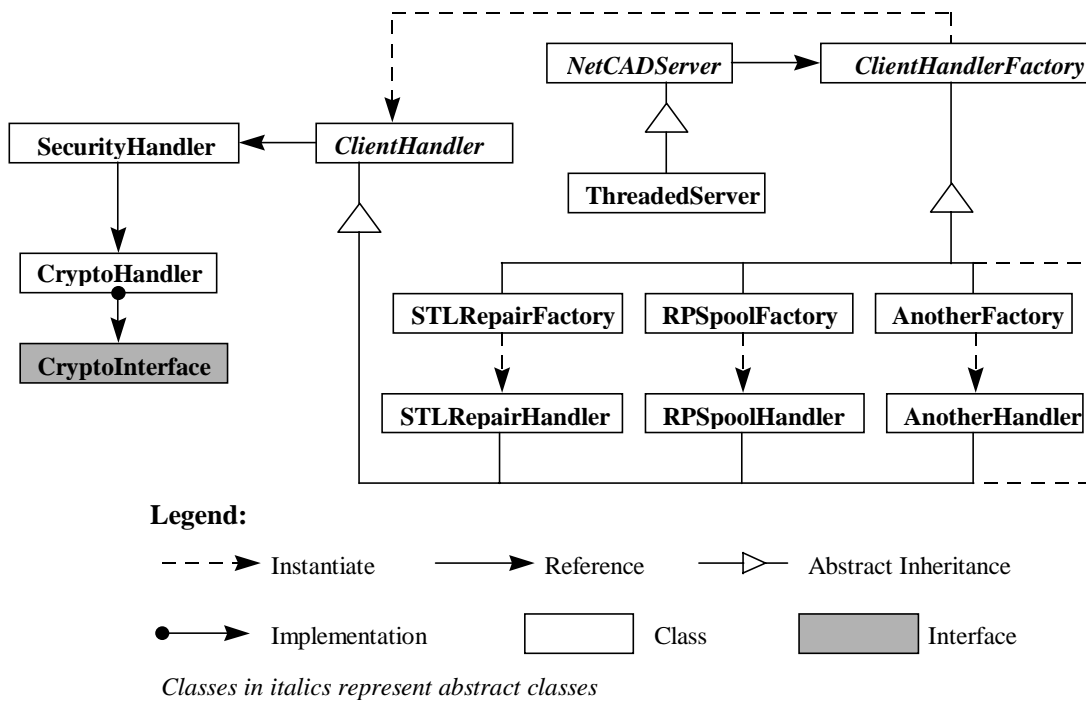 NetCADServer
ClientHandlerFactory
SecurityHandler
ClientHandler
ThreadedServer
CryptoHandler
STLRepairFactory
RPSpoolFactory
AnotherFactory
CryptoInterface
STLRepairHandler
RPSpoolHandler
AnotherHandler
Legend:
Instantiate
Reference
Abstract Inheritance
Implementation
Class
Interface
Classes in italics represent abstract classes